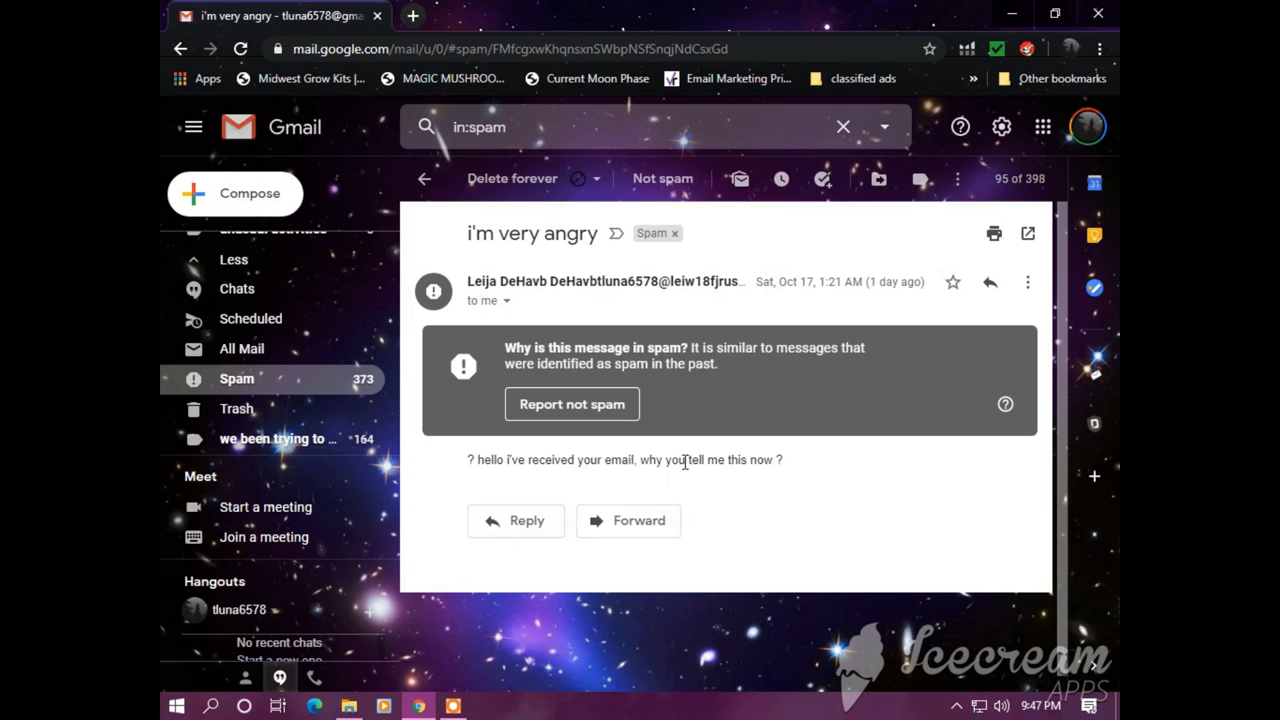 i'm very angry - tluna6578@gma
mail.google.com/mail/u/0/#spam/FMfcgxwKhqnsxnSWbpNSfSnqjNdCsxGd
Apps Midwest Grow Kits |... MAGIC MUSHROO... Current Moon Phase Email Marketing Pri... classified ads » Other bookmarks
Gmail
in:spam
Compose
Delete forever
Not spam
95 of 398
unusual activities
Less
Chats
Scheduled
All Mail
Spam 373
Trash
we been trying to ... 164
Meet
Start a meeting
Join a meeting
Hangouts
tluna6578
No recent chats
Start a new one
i'm very angry
Spam x
Leija DeHavb DeHavbtluna6578@leiw18fjrus... Sat, Oct 17, 1:21 AM (1 day ago)
to me
Why is this message in spam? It is similar to messages that
were identified as spam in the past.
Report not spam
? hello i've received your email, why you tell me this now ?
Reply
Forward
Icecream
APPS
9:47 PM